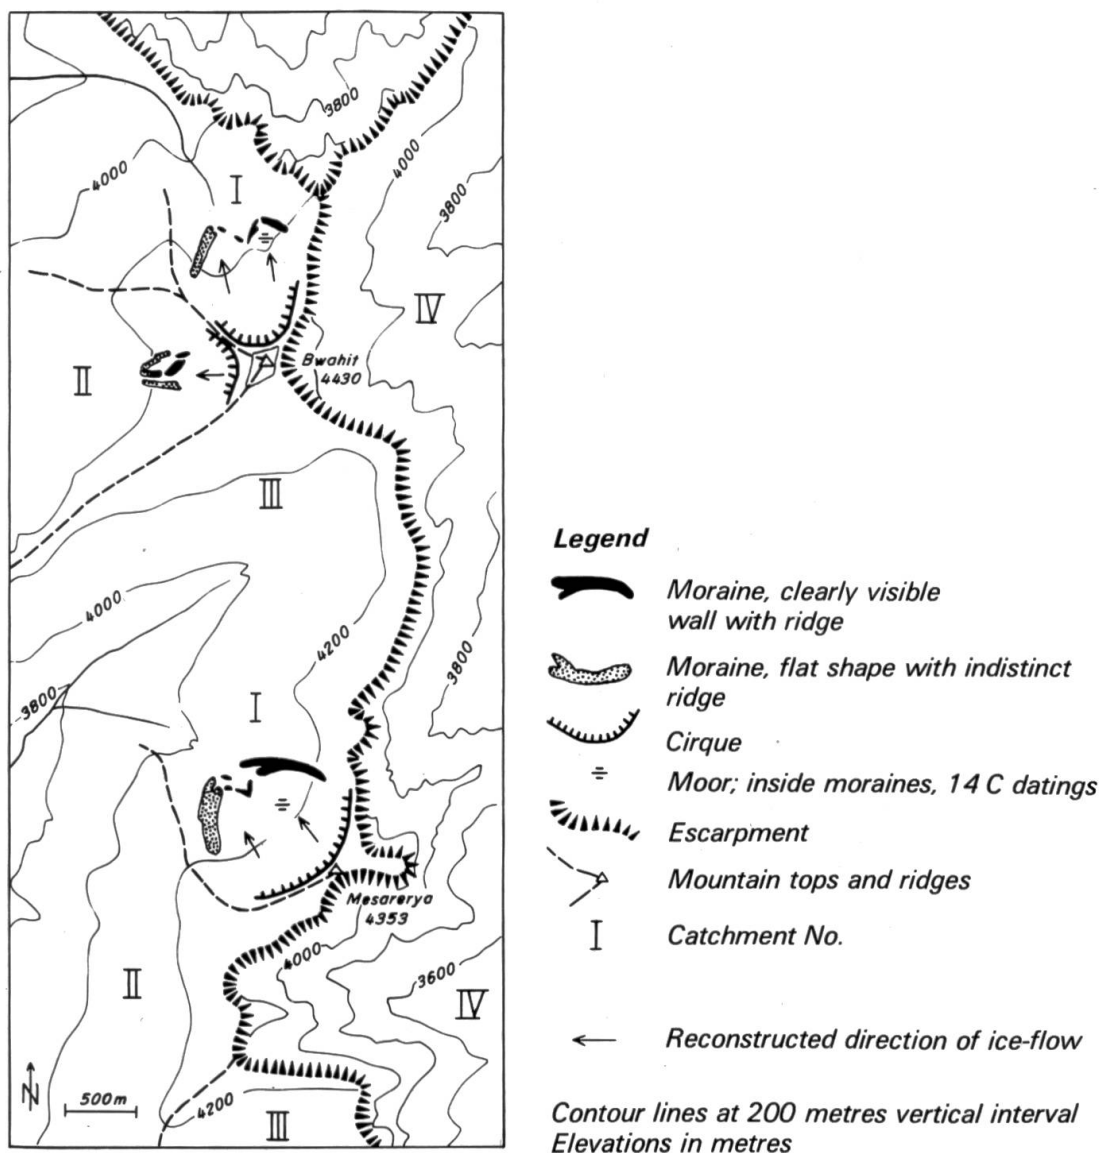 3800
4000
4000
3800
I
IV
Bwahit
4430
II
III
4000
4200
3800
3800
I
Mesarerya
4353
4000
3600
II
IV
N
500m
4200
III
Legend
Moraine, clearly visible
wall with ridge
Moraine, flat shape with indistinct
ridge
Cirque
Moor; inside moraines, 14 C datings
Escarpment
Mountain tops and ridges
I
Catchment No.
Reconstructed direction of ice-flow
Contour lines at 200 metres vertical interval
Elevations in metres